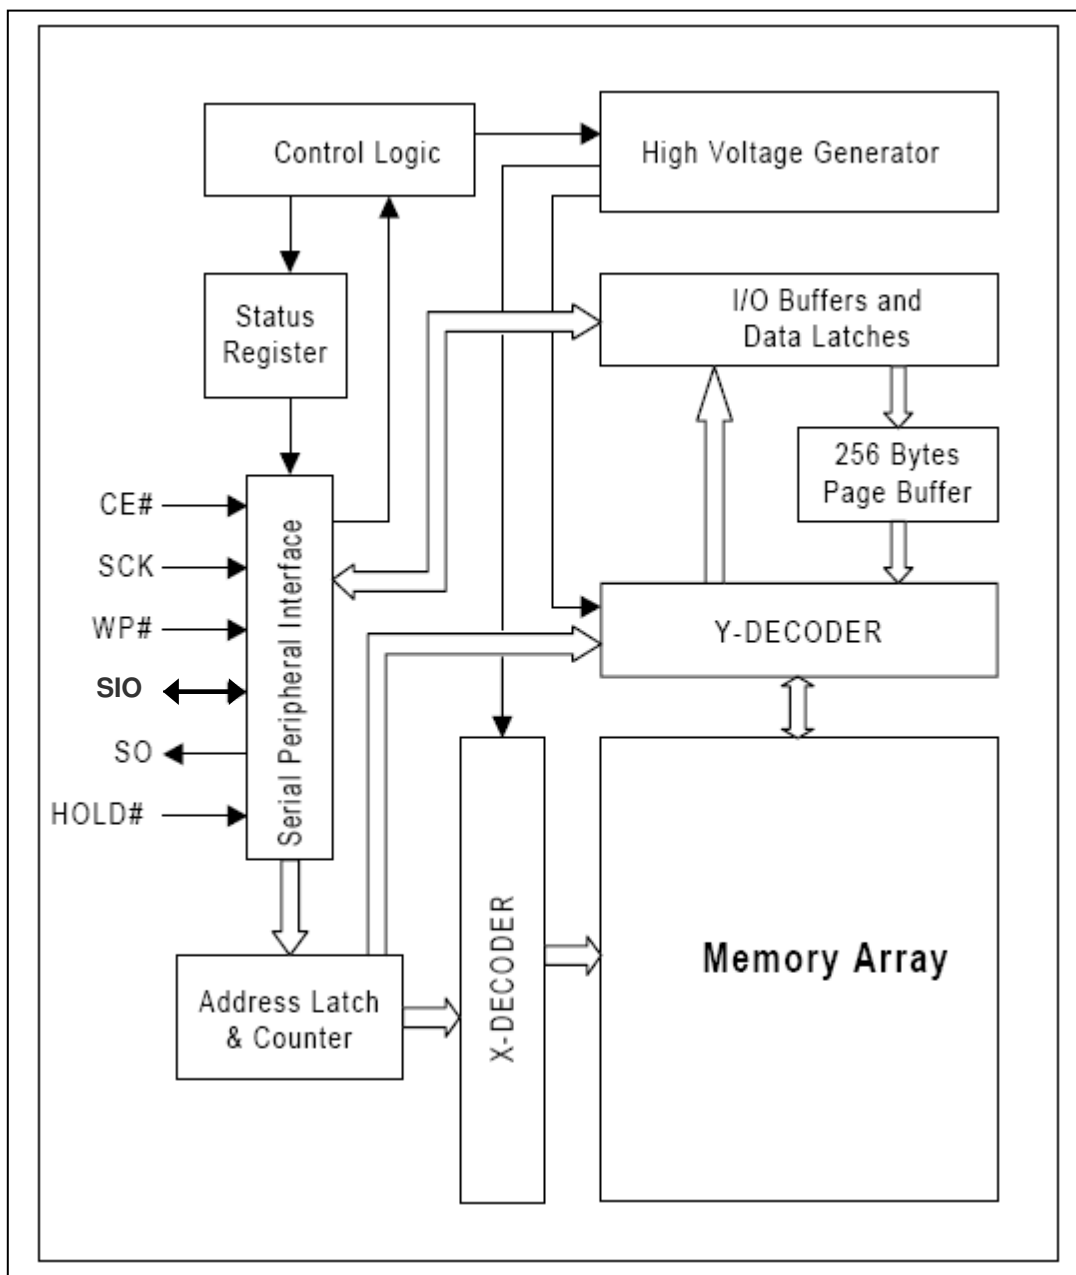 Control Logic
High Voltage Generator
Status
Register
I/O Buffers and
Data Latches
256 Bytes
Page Buffer
CE#
SCK
WP#
SIO
SO
HOLD#
Serial Peripheral Interface
Y-DECODER
X-DECODER
Memory Array
Address Latch
& Counter